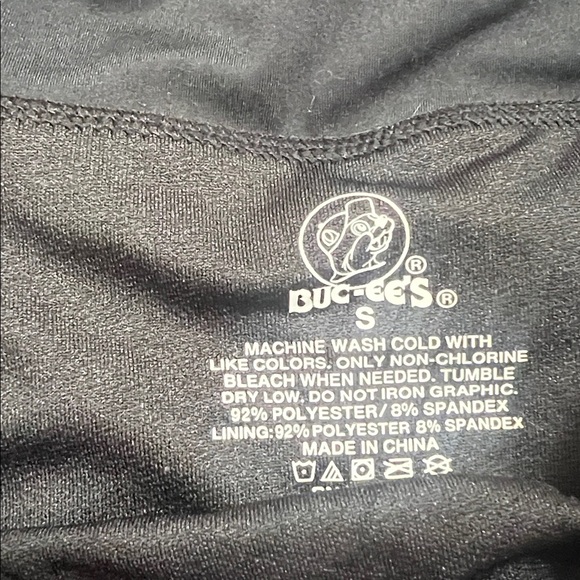 BUC-EE'S®
®
S
MACHINE WASH COLD WITH
LIKE COLORS. ONLY NON-CHLORINE
BLEACH WHEN NEEDED. TUMBLE
DRY LOW, DO NOT IRON GRAPHIC.
92% POLYESTER/ 8% SPANDEX
LINING:92% POLYESTER 8% SPANDEX
MADE IN CHINA